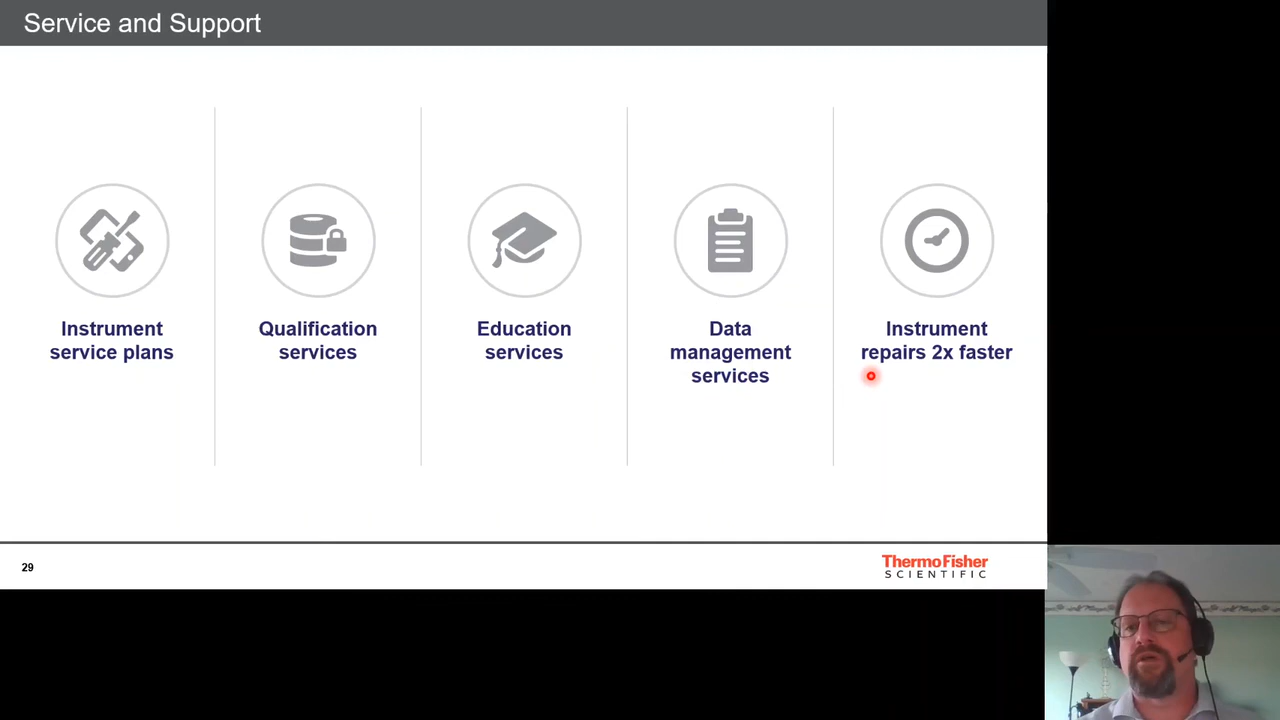 Service and Support
Instrument
service plans
Qualification
services
Education
services
Data
management
services
Instrument
repairs 2x faster
29
ThermoFisher
SCIENTIFIC